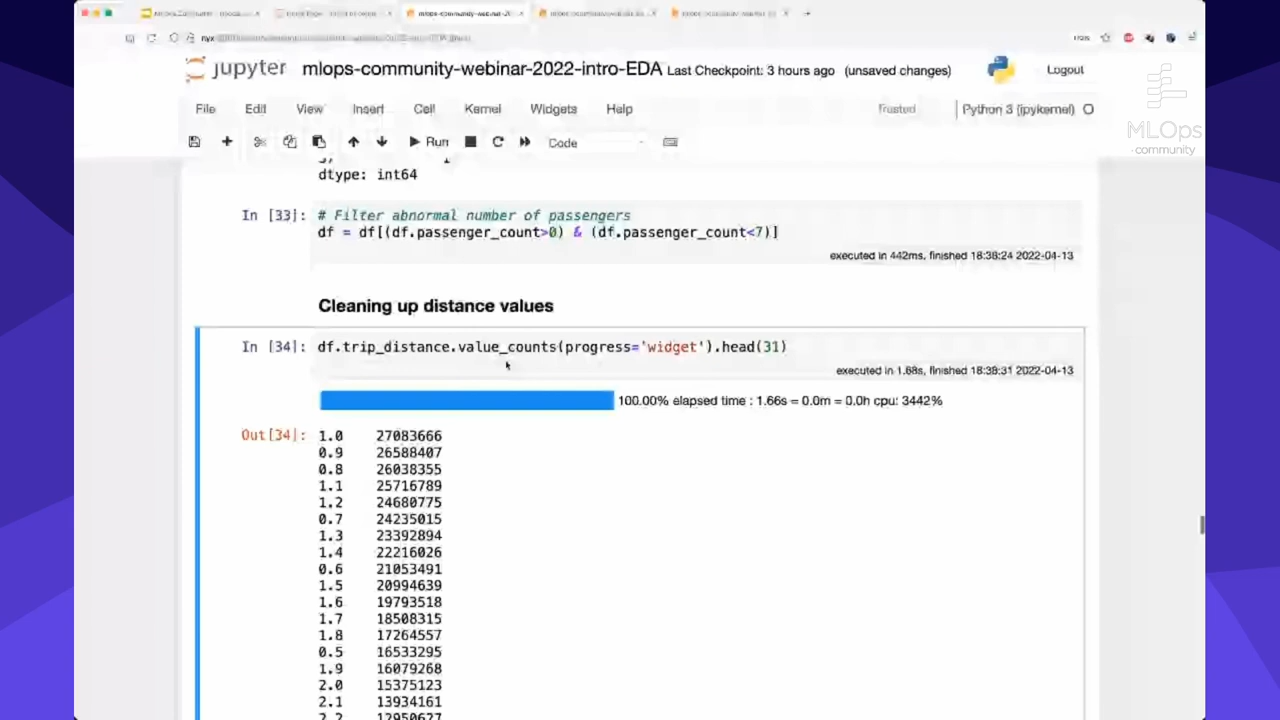 mlops-community-webinar-20
jupyter mlops-community-webinar-2022-intro-EDA Last Checkpoint: 3 hours ago (unsaved changes) Logout
File Edit View Insert Cell Kernel Widgets Help Trusted Python 3 (ipykernel)
Run Code
MLOps
.community
dtype: int64
In [33]: # Filter abnormal number of passengers
df = df[(df.passenger_count>0) & (df.passenger_count<7)]
executed in 442ms, finished 18:38:24 2022-04-13
Cleaning up distance values
In [34]: df.trip_distance.value_counts(progress='widget').head(31)
executed in 1.68s, finished 18:38:31 2022-04-13
100.00% elapsed time : 1.66s = 0.0m = 0.0h cpu: 3442%
Out[34]: 1.0 27083666
0.9 26588407
0.8 26038355
1.1 25716789
1.2 24680775
0.7 24235015
1.3 23392894
1.4 22216026
0.6 21053491
1.5 20994639
1.6 19793518
1.7 18508315
1.8 17264557
0.5 16533295
1.9 16079268
2.0 15375123
2.1 13934161
2.2 12950627